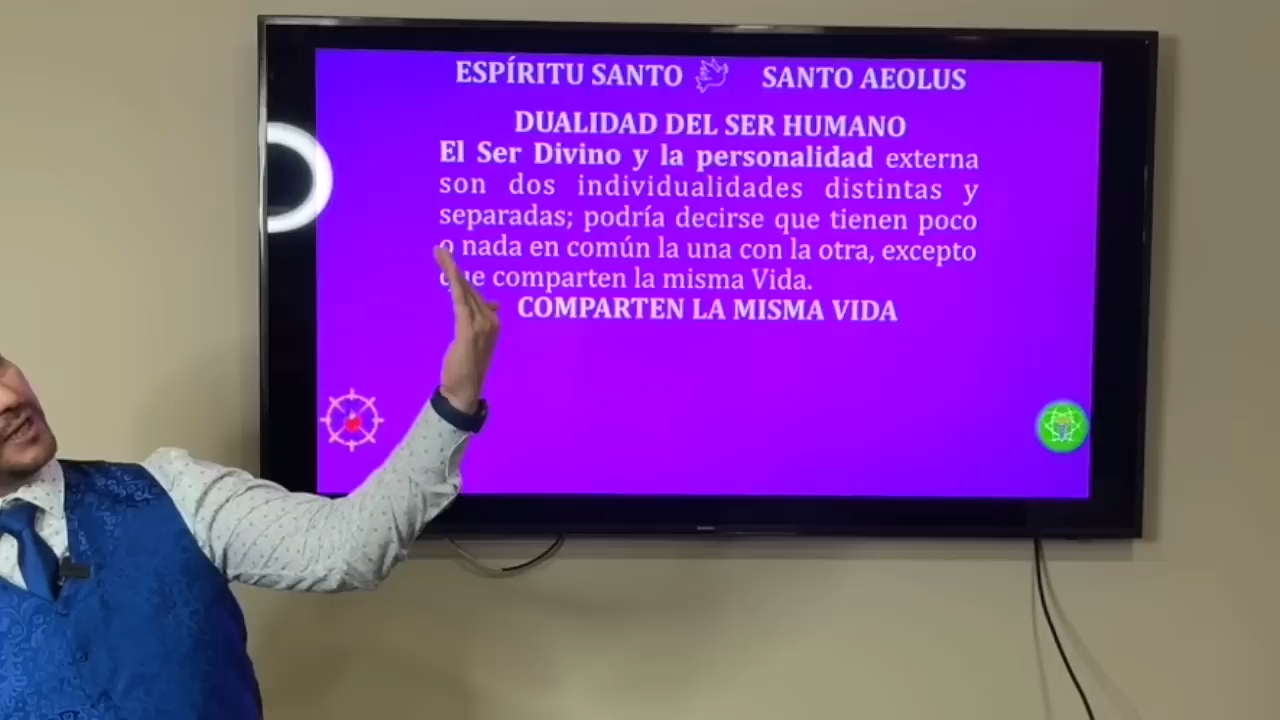 ESPÍRITU SANTO SANTO AEOLUS
DUALIDAD DEL SER HUMANO
El Ser Divino y la personalidad externa
son dos individualidades distintas y
separadas; podría decirse que tienen poco
o nada en común la una con la otra, excepto
que comparten la misma Vida.
COMPARTEN LA MISMA VIDA